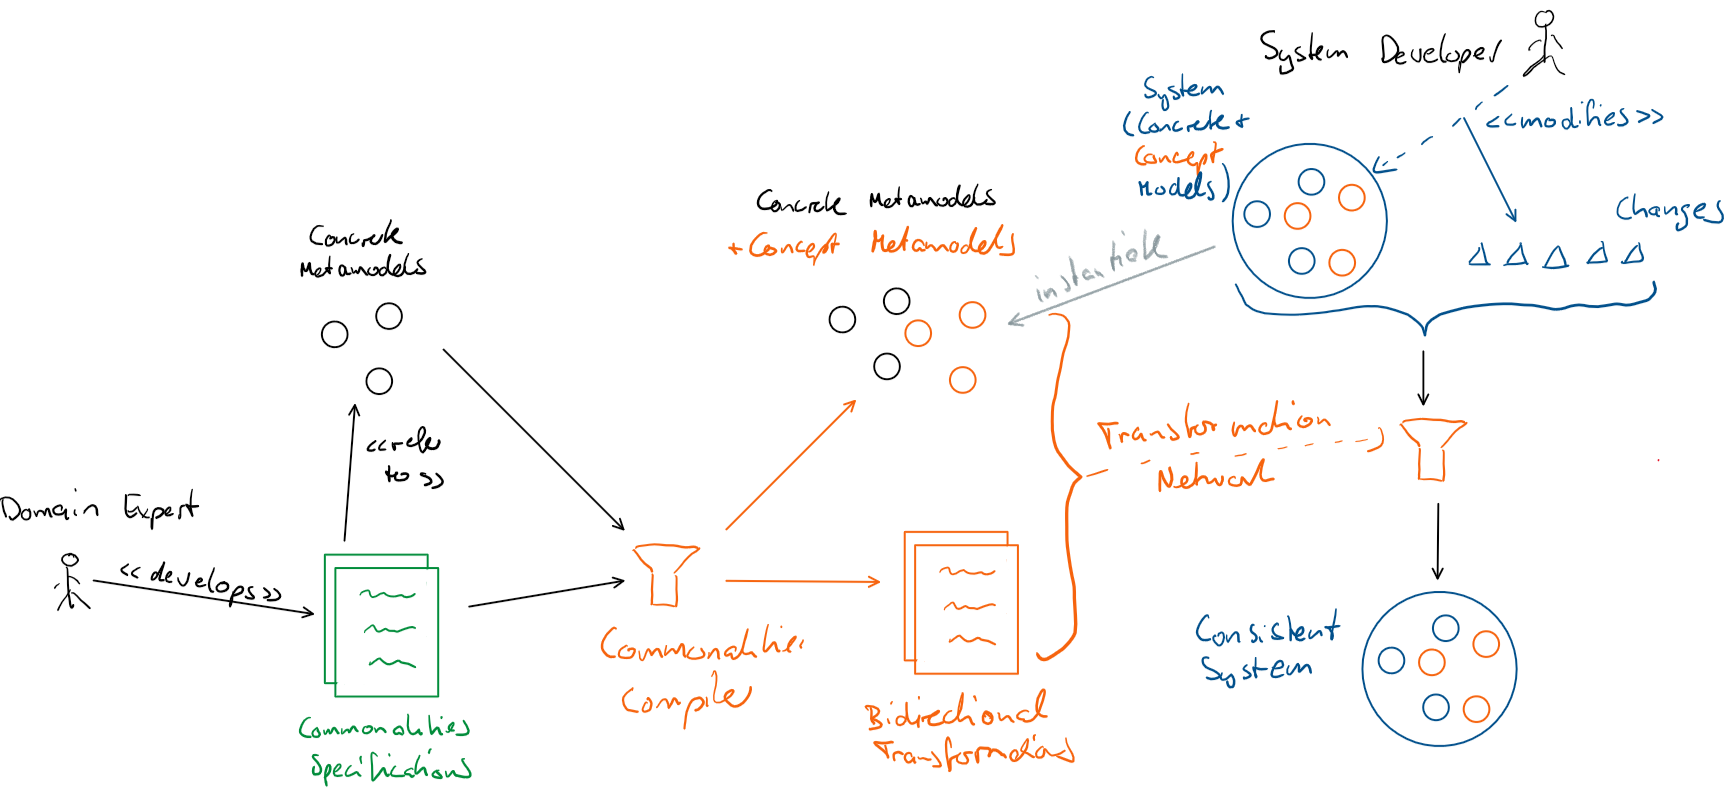 System Developer
System
(Concrete +
Concept
Models)
<<modifies>>
Changes
Concrete Metamodels
+ Concept Metamodels
Concrete
Metamodels
instantiate
<<refer
to>>
Transformation
Network
Domain Expert
<<develops>>
Commonalities
Compiler
Consistent
System
Commonalities
Specifications
Bidirectional
Transformations